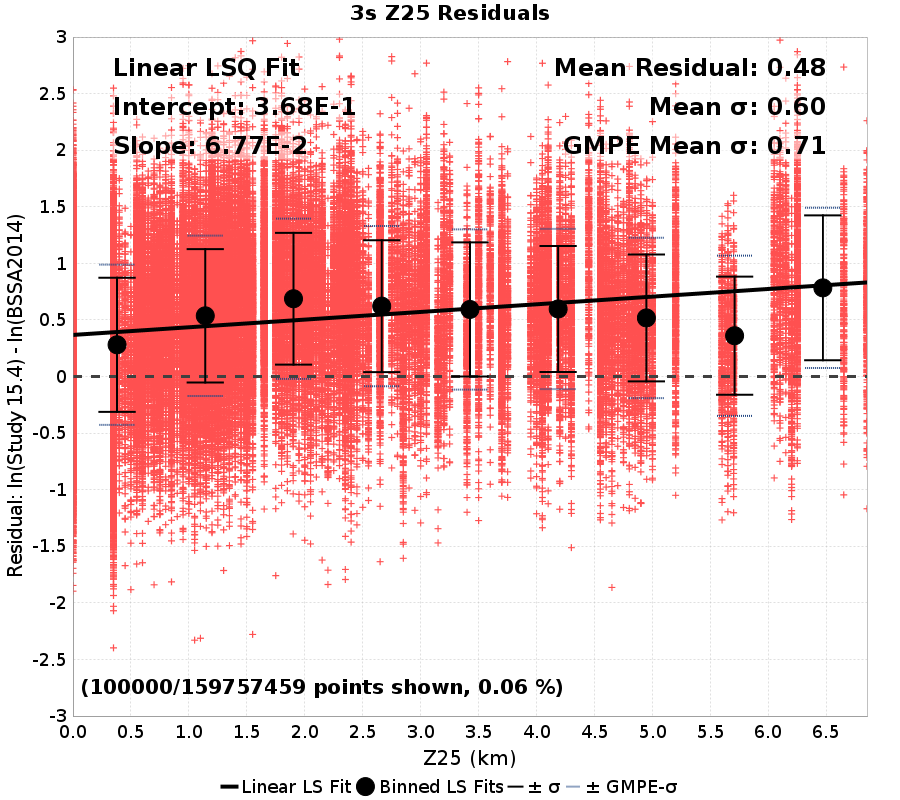 3s Z25 Residuals
Linear LSQ Fit
Intercept: 3.68E-1
Slope: 6.77E-2
Mean Residual: 0.48
Mean σ: 0.60
GMPE Mean σ: 0.71
Residual: ln(Study 15.4) - ln(BSSA2014)
3
2.5
2
1.5
1
0.5
0
-0.5
-1
-1.5
-2
-2.5
-3
(100000/159757459 points shown, 0.06 %)
0.0 0.5 1.0 1.5 2.0 2.5 3.0 3.5 4.0 4.5 5.0 5.5 6.0 6.5
Z25 (km)
Linear LS Fit Binned LS Fits ± σ ± GMPE-σ